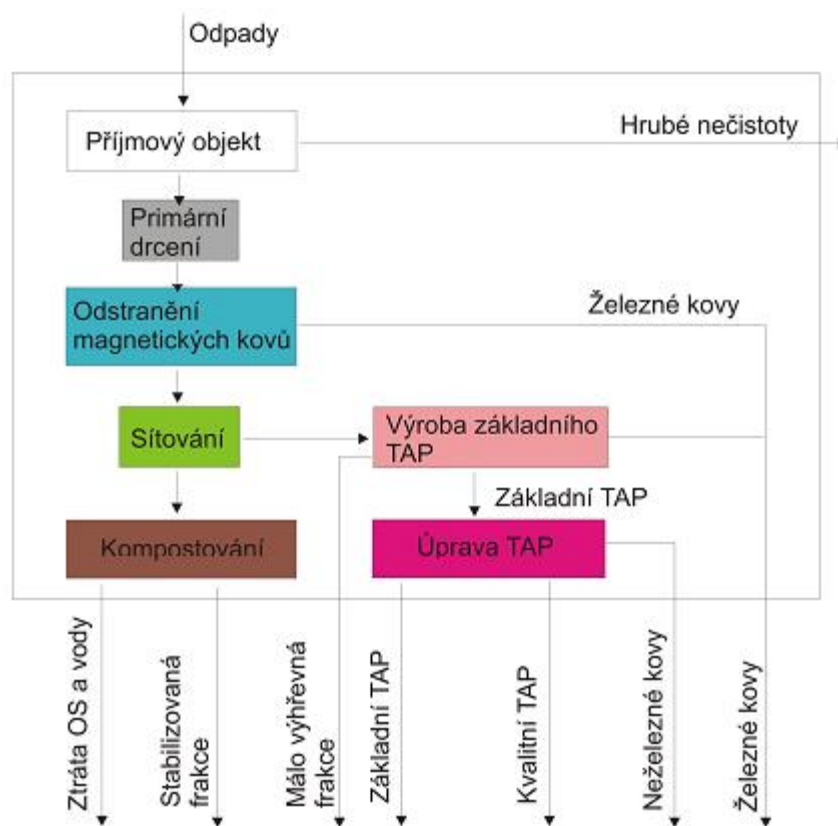 Odpady
Příjmový objekt
Hrubé nečistoty
Primární
drcení
Odstranění
magnetických kovů
Železné kovy
Sítování
Výroba základního
TAP
Základní TAP
Kompostování
Úprava TAP
Ztráta OS a vody
Stabilizovaná
frakce
Málo výhřevná
frakce
Základní TAP
Kvalitní TAP
Neželezné kovy
Železné kovy